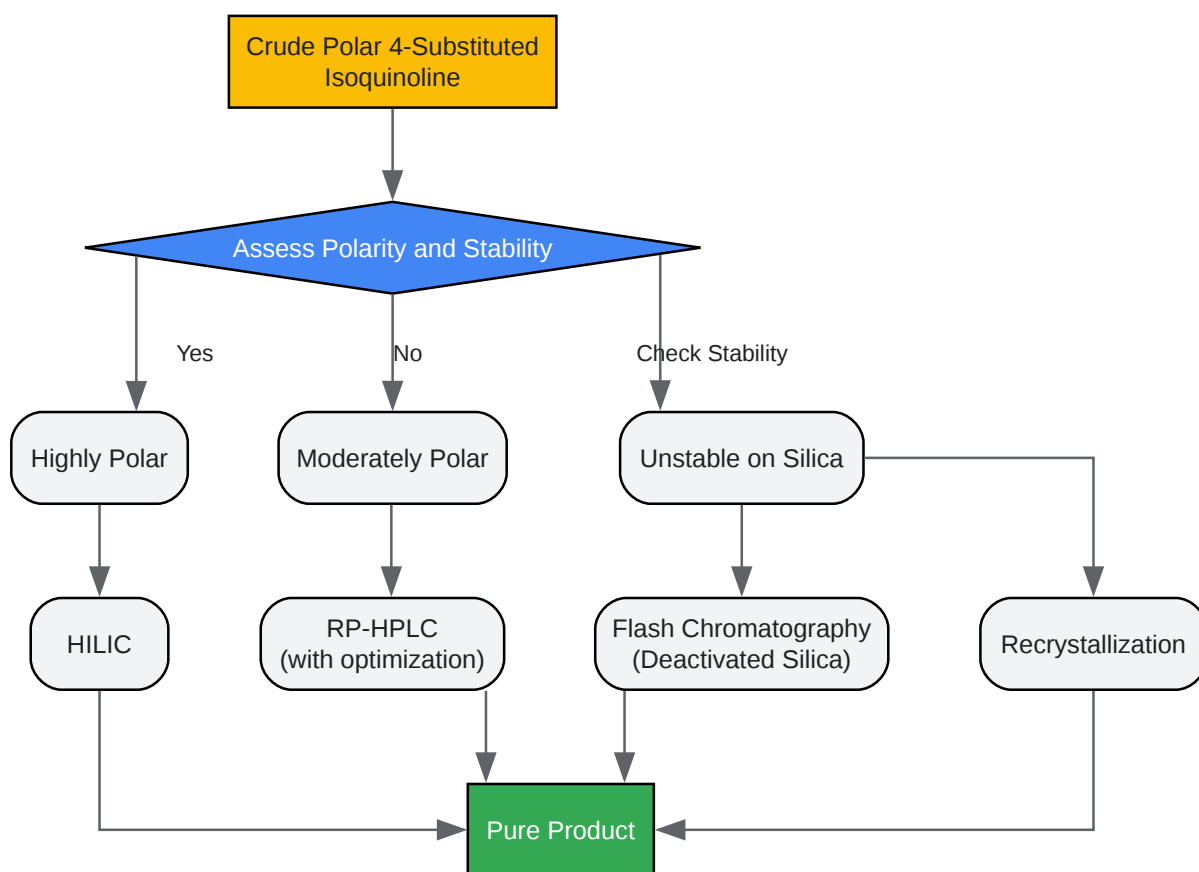 Crude Polar 4-Substituted
Isoquinoline
Assess Polarity and Stability
Yes
No
Check Stability
Highly Polar
Moderately Polar
Unstable on Silica
HILIC
RP-HPLC
(with optimization)
Flash Chromatography
(Deactivated Silica)
Recrystallization
Pure Product